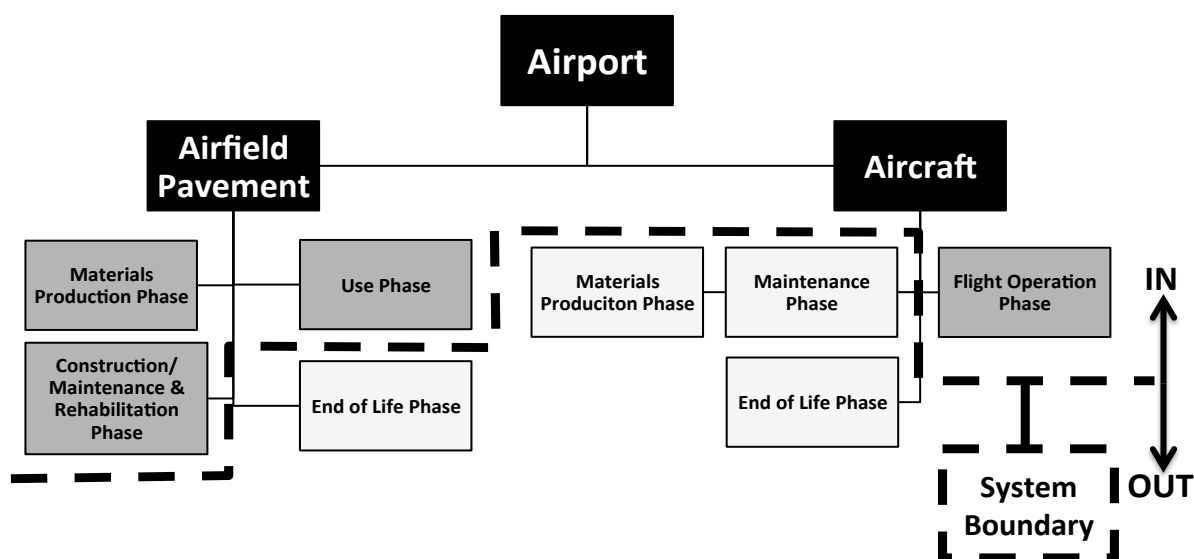 Airport
Airfield
Pavement
Aircraft
Materials
Production Phase
Use Phase
Materials
Produciton Phase
Maintenance
Phase
Flight Operation
Phase
IN
Construction/
Maintenance &
Rehabilitation
Phase
End of Life Phase
End of Life Phase
System
Boundary
OUT